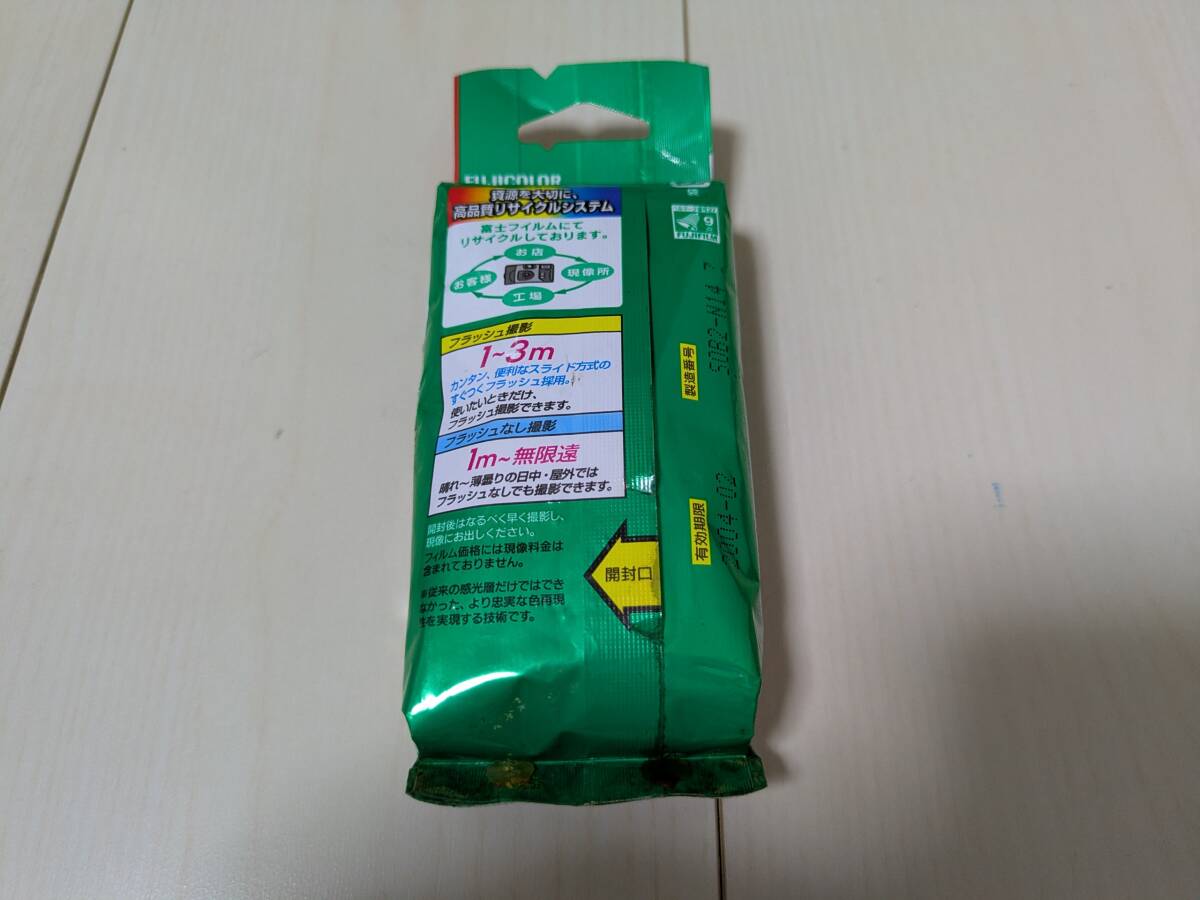 FUJICOLOR
資源を大切に、
高品質リサイクルシステム
富士フイルムにて
リサイクルしております。
お店
お客様
現像所
工場
フラッシュ撮影
1~3m
カンタン、便利なスライド方式の
すぐつくフラッシュ採用。
使いたいときだけ、
フラッシュ撮影できます。
フラッシュなし撮影
1m~無限遠
晴れ～薄曇りの日中・屋外では
フラッシュなしでも撮影できます。
開封後はなるべく早く撮影し、
現像にお出しください。
フィルム価格には現像料金は
含まれておりません。
※従来の感光層だけではでき
なかった、より忠実な色再現
性を実現する技術です。
開封口
袋
9
点
FUJIFILM
製造番号
有効期限
2004-02